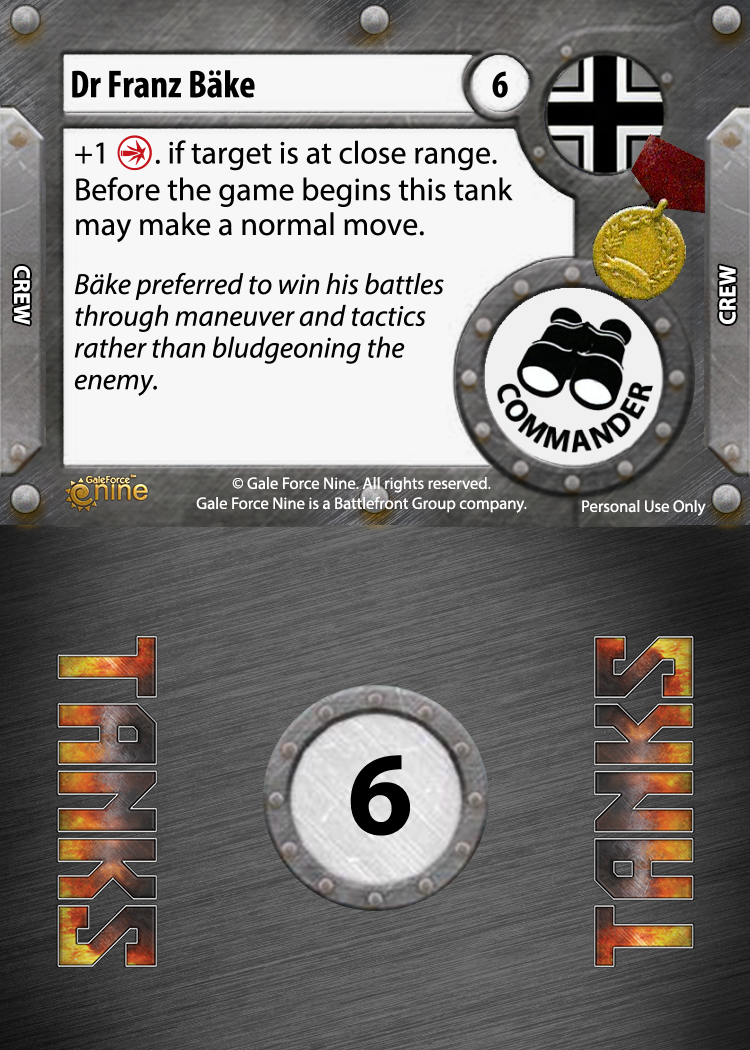 Dr Franz Bäke
6
+1 . if target is at close range.
Before the game begins this tank
may make a normal move.
Bäke preferred to win his battles
through maneuver and tactics
rather than bludgeoning the
enemy.
CREW
CREW
COMMANDER
GaleForce™
nine
© Gale Force Nine. All rights reserved.
Gale Force Nine is a Battlefront Group company.
Personal Use Only
TANKS
6
TANKS